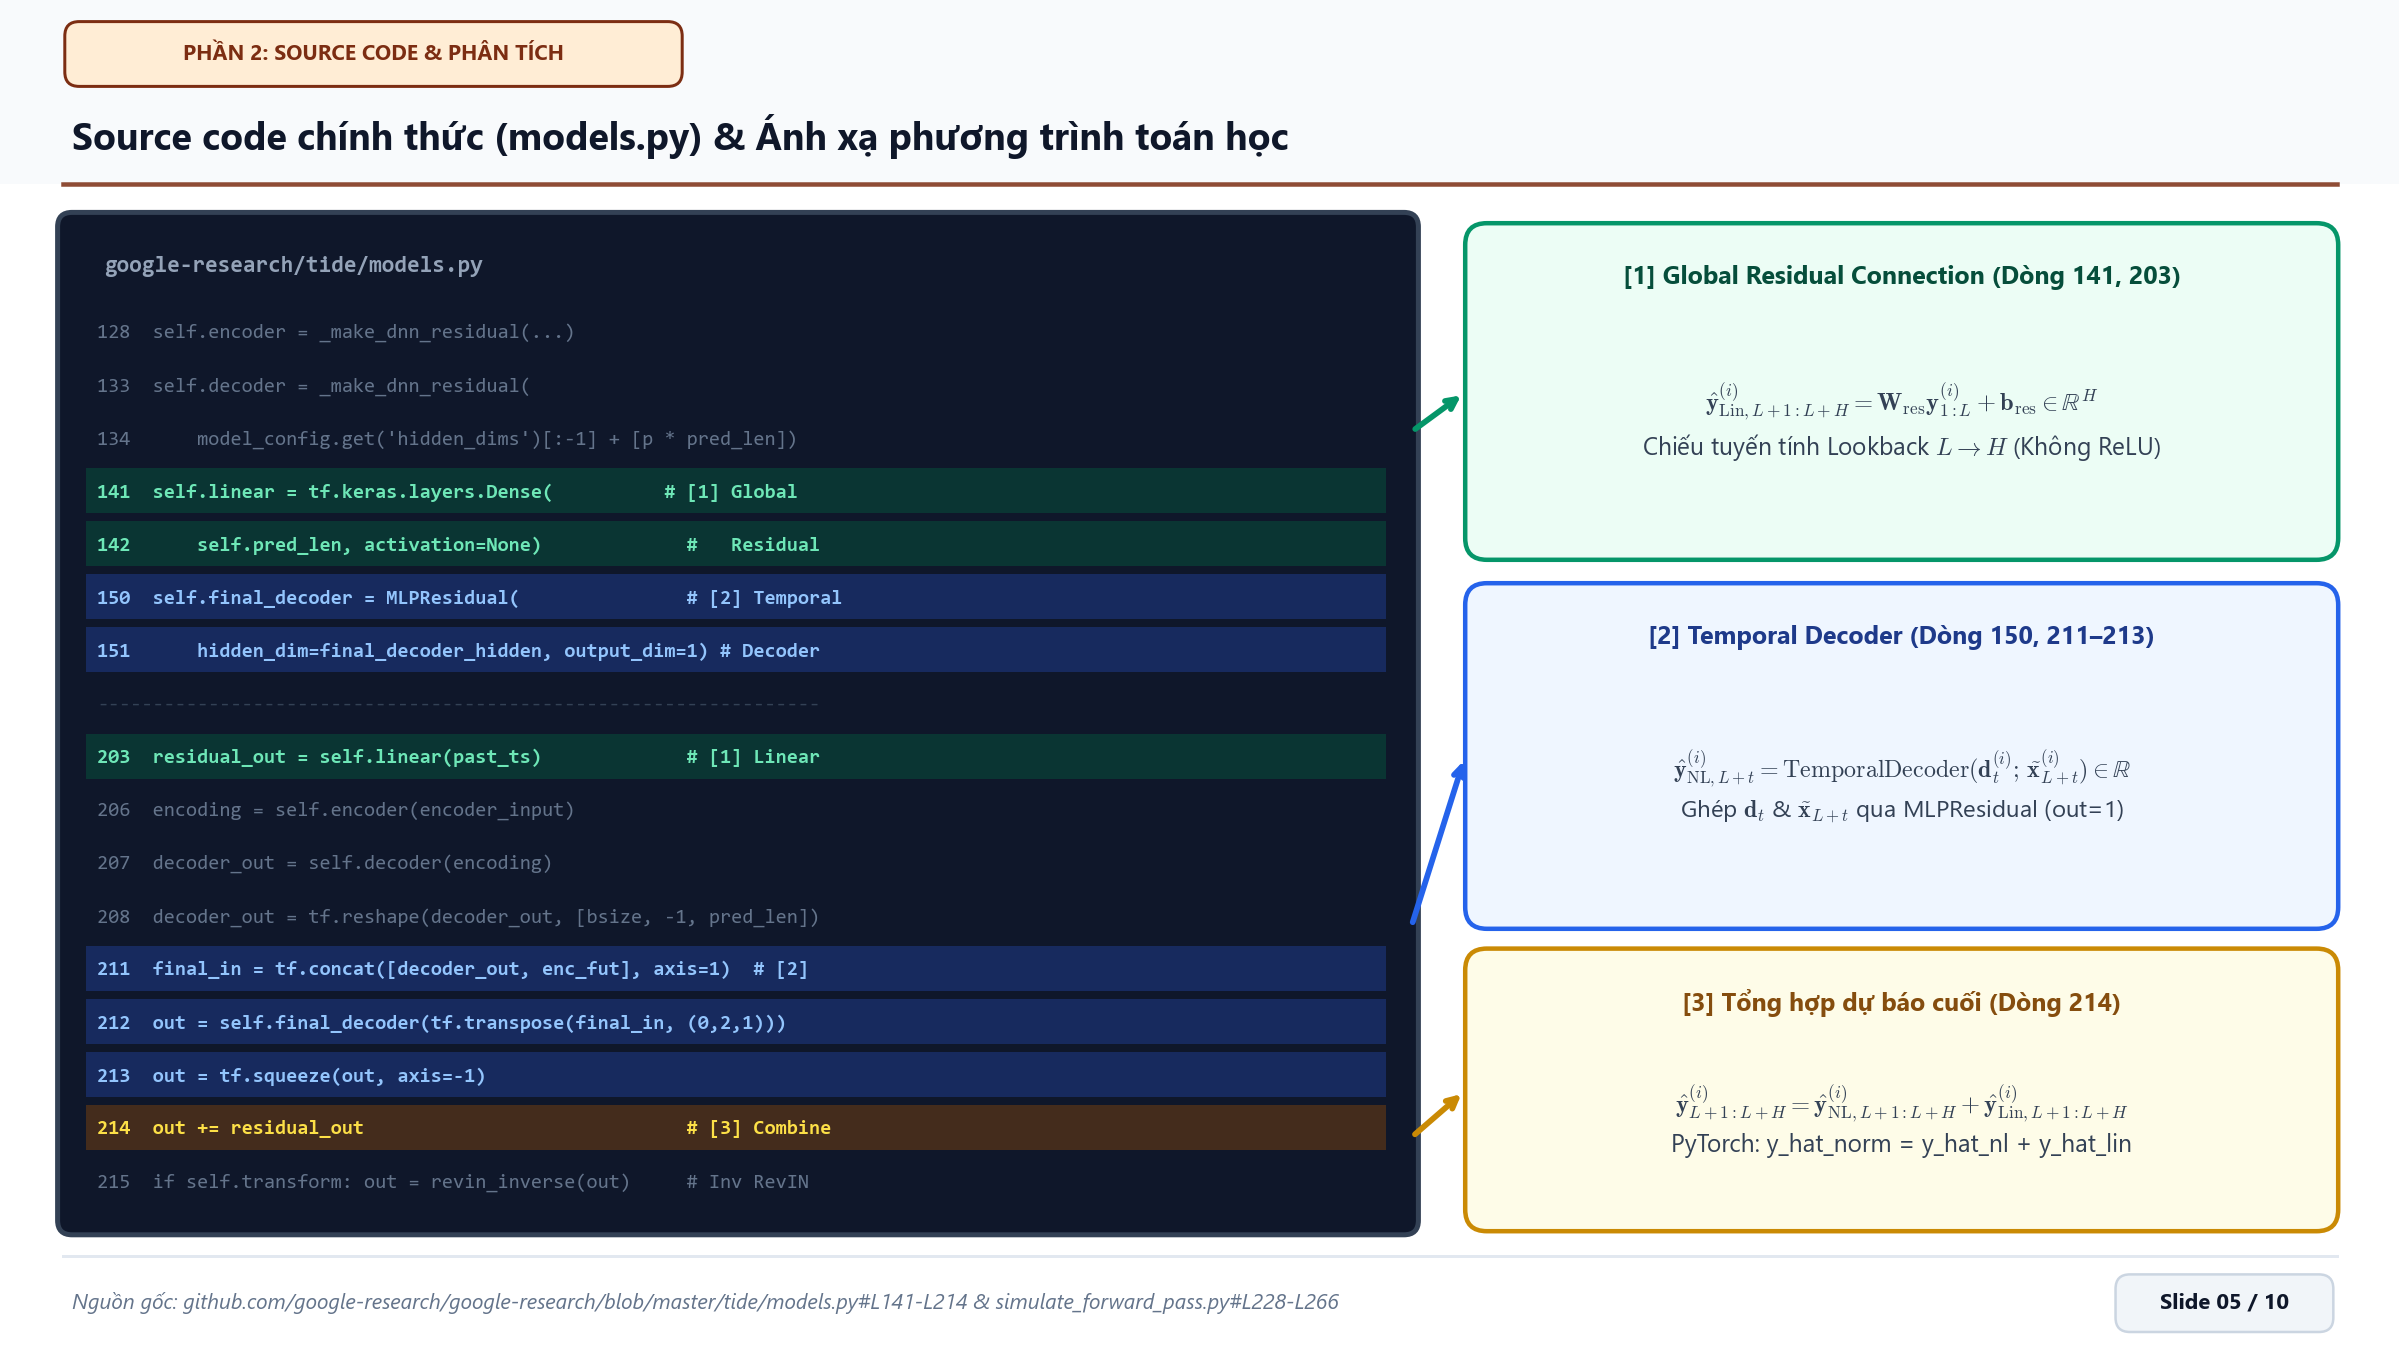 PHẦN 2: SOURCE CODE & PHÂN TÍCH
Source code chính thức (models.py) & Ánh xạ phương trình toán học
google-research/tide/models.py
128  self.encoder = _make_dnn_residual(...)
133  self.decoder = _make_dnn_residual(
134      model_config.get('hidden_dims')[:-1] + [p * pred_len])
141  self.linear = tf.keras.layers.Dense(          # [1] Global
142      self.pred_len, activation=None)             #   Residual
150  self.final_decoder = MLPResidual(               # [2] Temporal
151      hidden_dim=final_decoder_hidden, output_dim=1) # Decoder
-----------------------------------------------------------------
203  residual_out = self.linear(past_ts)             # [1] Linear
206  encoding = self.encoder(encoder_input)
207  decoder_out = self.decoder(encoding)
208  decoder_out = tf.reshape(decoder_out, [bsize, -1, pred_len])
211  final_in = tf.concat([decoder_out, enc_fut], axis=1)  # [2]
212  out = self.final_decoder(tf.transpose(final_in, (0,2,1)))
213  out = tf.squeeze(out, axis=-1)
214  out += residual_out                             # [3] Combine
215  if self.transform: out = revin_inverse(out)     # Inv RevIN
[1] Global Residual Connection (Dòng 141, 203)
ŷ^{(i)}_{Lin, L+1:L+H} = W_{res} y^{(i)}_{1:L} + b_{res} ∈ ℝ^H
Chiếu tuyến tính Lookback L → H (Không ReLU)
[2] Temporal Decoder (Dòng 150, 211–213)
ŷ^{(i)}_{NL, L+t} = TemporalDecoder(d^{(i)}_t; x̃^{(i)}_{L+t}) ∈ ℝ
Ghép d_t & x̃_{L+t} qua MLPResidual (out=1)
[3] Tổng hợp dự báo cuối (Dòng 214)
ŷ^{(i)}_{L+1:L+H} = ŷ^{(i)}_{NL, L+1:L+H} + ŷ^{(i)}_{Lin, L+1:L+H}
PyTorch: y_hat_norm = y_hat_nl + y_hat_lin
Nguồn gốc: github.com/google-research/google-research/blob/master/tide/models.py#L141-L214 & simulate_forward_pass.py#L228-L266
Slide 05 / 10